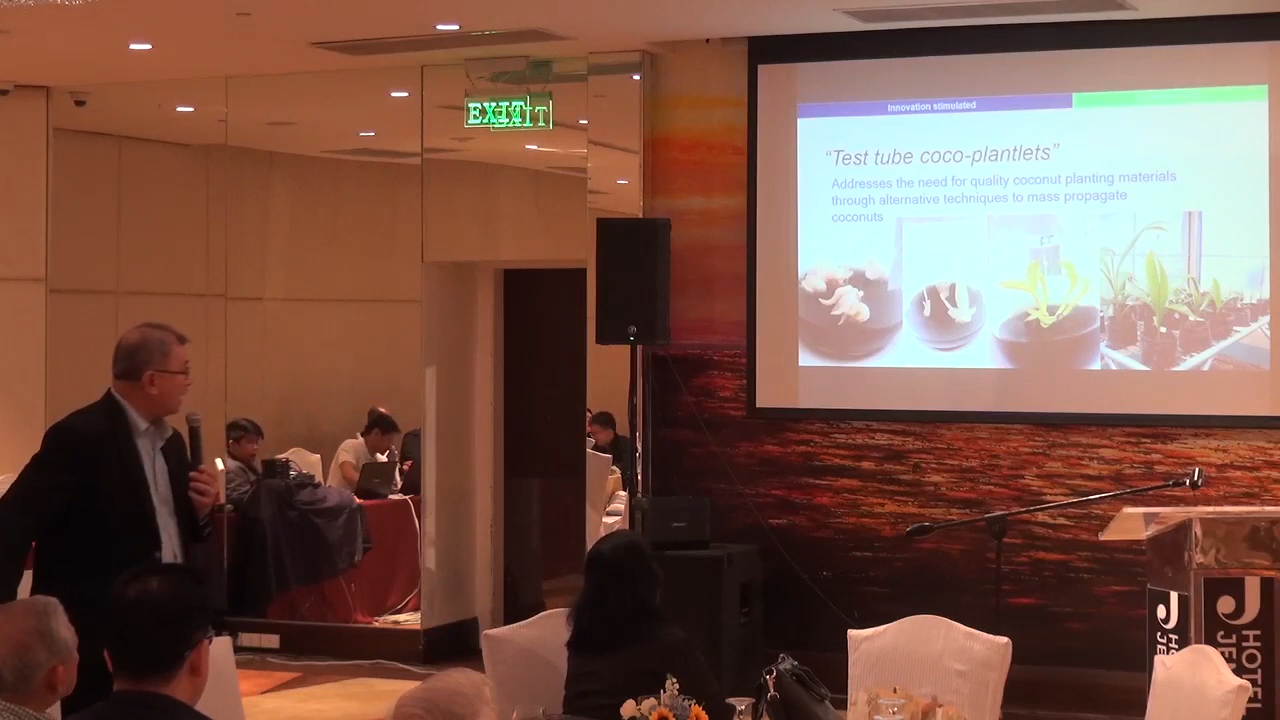 EXIT
EXIT
Innovation stimulated
"Test tube coco-plantlets"
Addresses the need for quality coconut planting materials
through alternative techniques to mass propagate
coconuts
HOTEL
JEN